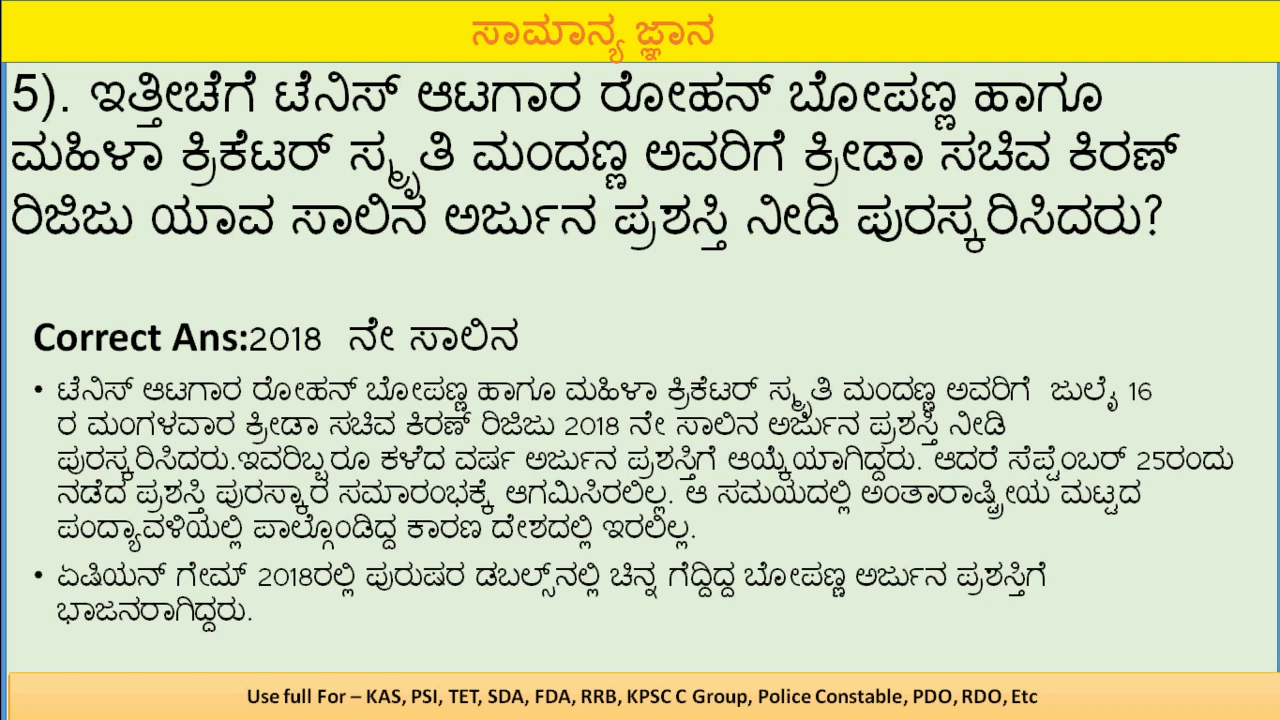 ಸಾಮಾನ್ಯ ಜ್ಞಾನ
5). ಇತ್ತೀಚೆಗೆ ಟೆನಿಸ್ ಆಟಗಾರ ರೋಹನ್ ಬೋಪಣ್ಣ ಹಾಗೂ
ಮಹಿಳಾ ಕ್ರಿಕೆಟರ್ ಸ್ಮೃತಿ ಮಂದಣ್ಣ ಅವರಿಗೆ ಕ್ರೀಡಾ ಸಚಿವ ಕಿರಣ್
ರಿಜಿಜು ಯಾವ ಸಾಲಿನ ಅರ್ಜುನ ಪ್ರಶಸ್ತಿ ನೀಡಿ ಪುರಸ್ಕರಿಸಿದರು?
Correct Ans:2018 ನೇ ಸಾಲಿನ
• ಟೆನಿಸ್ ಆಟಗಾರ ರೋಹನ್ ಬೋಪಣ್ಣ ಹಾಗೂ ಮಹಿಳಾ ಕ್ರಿಕೆಟರ್ ಸ್ಮೃತಿ ಮಂದಣ್ಣ ಅವರಿಗೆ ಜುಲೈ 16
ರ ಮಂಗಳವಾರ ಕ್ರೀಡಾ ಸಚಿವ ಕಿರಣ್ ರಿಜಿಜು 2018 ನೇ ಸಾಲಿನ ಅರ್ಜುನ ಪ್ರಶಸ್ತಿ ನೀಡಿ
ಪುರಸ್ಕರಿಸಿದರು.ಇವರಿಬ್ಬರೂ ಕಳೆದ ವರ್ಷ ಅರ್ಜುನ ಪ್ರಶಸ್ತಿಗೆ ಆಯ್ಕೆಯಾಗಿದ್ದರು. ಆದರೆ ಸೆಪ್ಟೆಂಬರ್ 25ರಂದು
ನಡೆದ ಪ್ರಶಸ್ತಿ ಪುರಸ್ಕಾರ ಸಮಾರಂಭಕ್ಕೆ ಆಗಮಿಸಿರಲಿಲ್ಲ. ಆ ಸಮಯದಲ್ಲಿ ಅಂತಾರಾಷ್ಟ್ರೀಯ ಮಟ್ಟದ
ಪಂದ್ಯಾವಳಿಯಲ್ಲಿ ಪಾಲ್ಗೊಂಡಿದ್ದ ಕಾರಣ ದೇಶದಲ್ಲಿ ಇರಲಿಲ್ಲ.
• ಏಷಿಯನ್ ಗೇಮ್ 2018ರಲ್ಲಿ ಪುರುಷರ ಡಬಲ್ಸ್‌ನಲ್ಲಿ ಚಿನ್ನ ಗೆದ್ದಿದ್ದ ಬೋಪಣ್ಣ ಅರ್ಜುನ ಪ್ರಶಸ್ತಿಗೆ
ಭಾಜನರಾಗಿದ್ದರು.
Use full For – KAS, PSI, TET, SDA, FDA, RRB, KPSC C Group, Police Constable, PDO, RDO, Etc